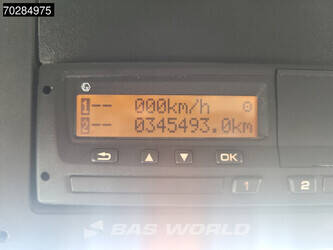 70284975
1 -- 000km/h
2 -- 0345493.0km
OK
1 2
BAS WORLD